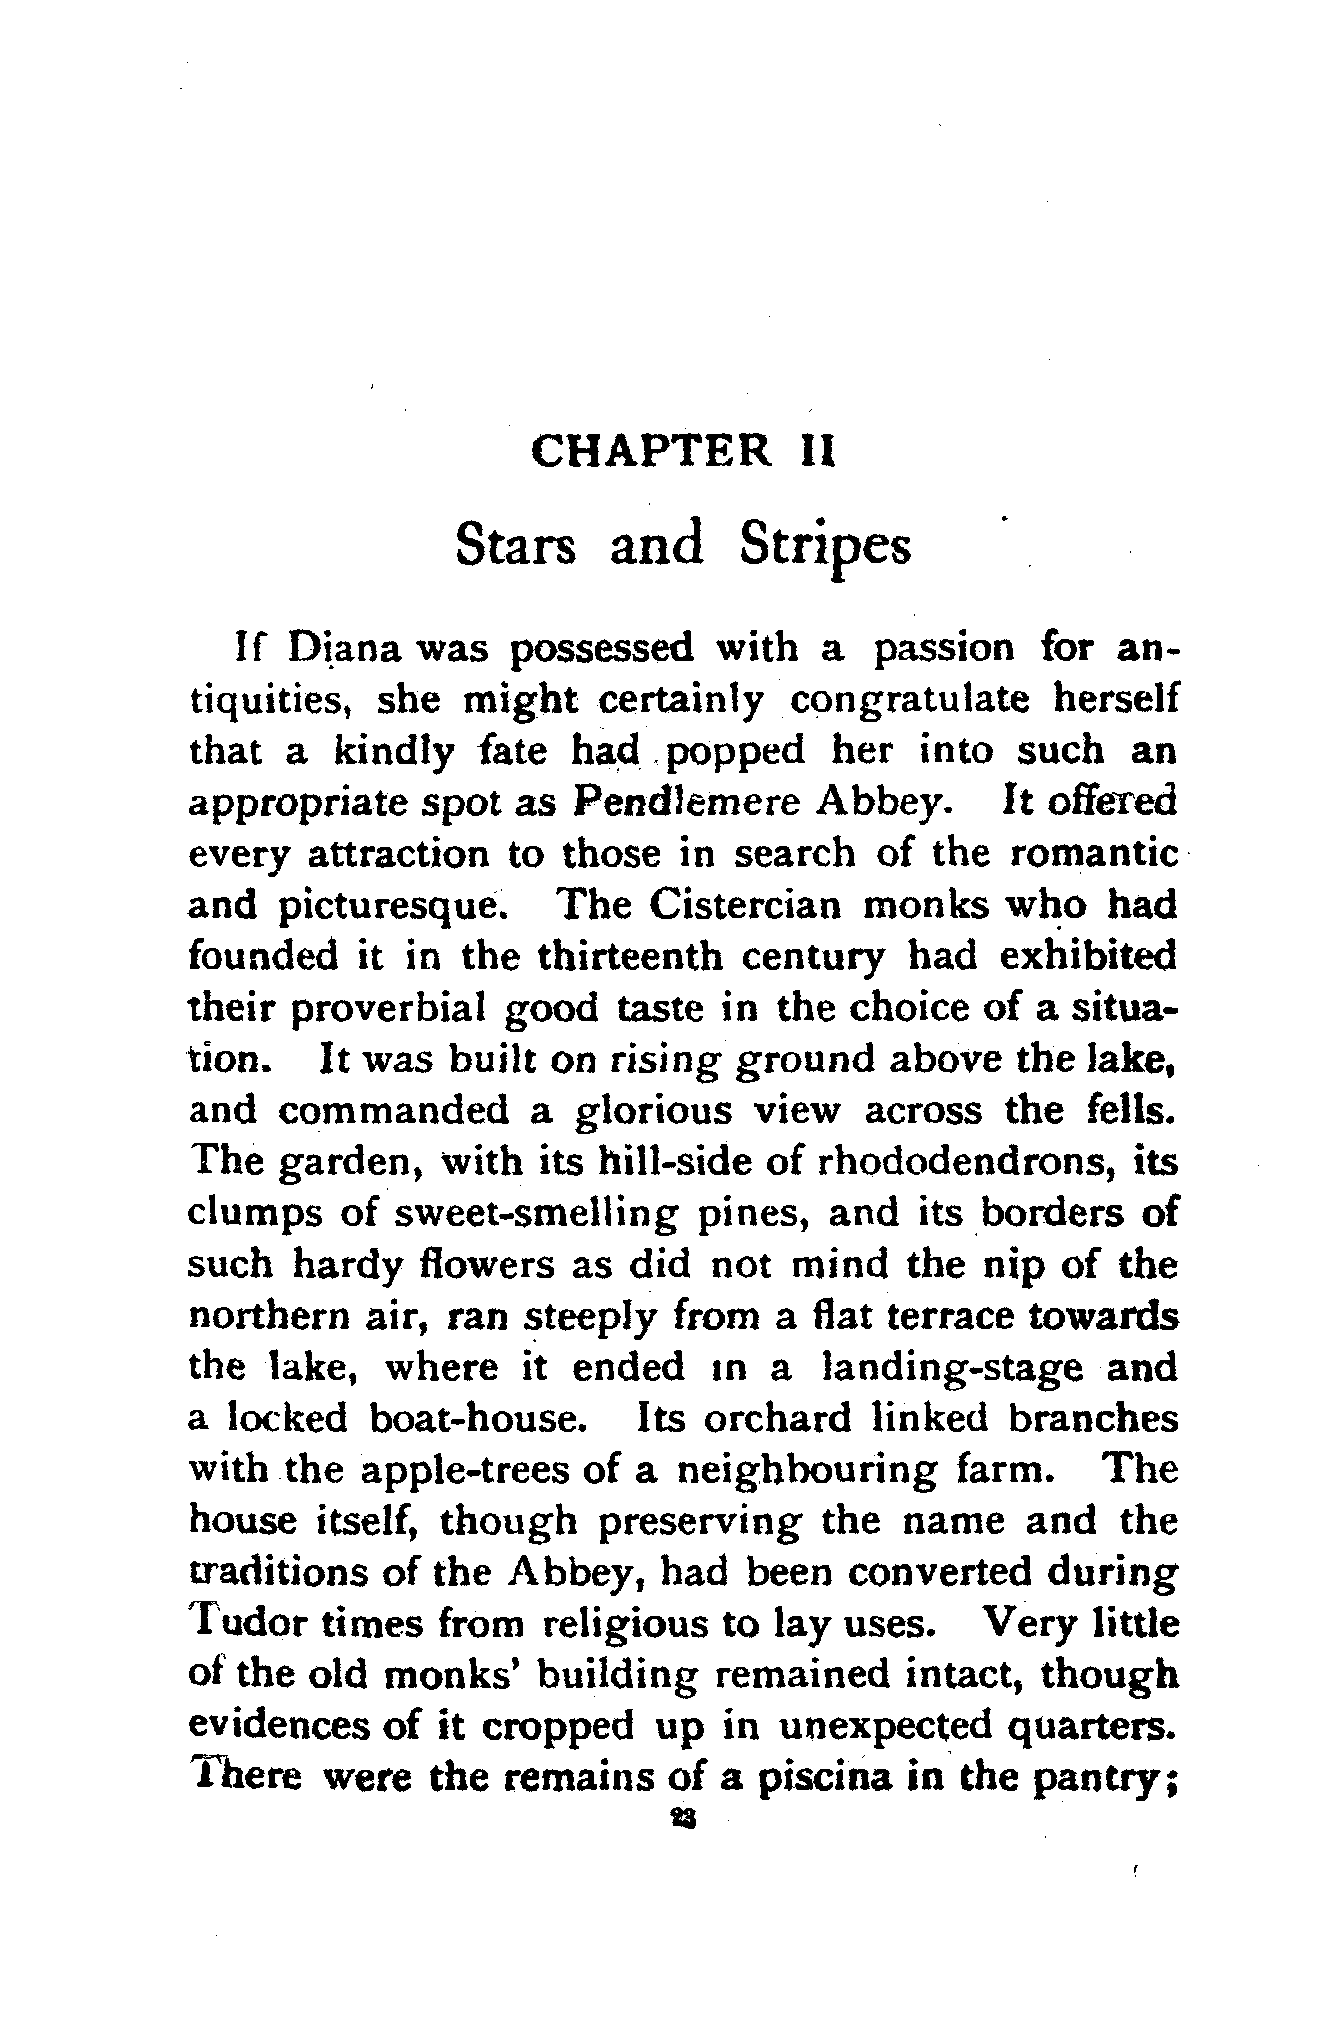 CHAPTER II
Stars and Stripes
If Diana was possessed with a passion for an-
tiquities, she might certainly congratulate herself
that a kindly fate had popped her into such an
appropriate spot as Pendlemere Abbey. It offered
every attraction to those in search of the romantic
and picturesque. The Cistercian monks who had
founded it in the thirteenth century had exhibited
their proverbial good taste in the choice of a situa-
tion. It was built on rising ground above the lake,
and commanded a glorious view across the fells.
The garden, with its hill-side of rhododendrons, its
clumps of sweet-smelling pines, and its borders of
such hardy flowers as did not mind the nip of the
northern air, ran steeply from a flat terrace towards
the lake, where it ended in a landing-stage and
a locked boat-house. Its orchard linked branches
with the apple-trees of a neighbouring farm. The
house itself, though preserving the name and the
traditions of the Abbey, had been converted during
Tudor times from religious to lay uses. Very little
of the old monks' building remained intact, though
evidences of it cropped up in unexpected quarters.
There were the remains of a piscina in the pantry;
23